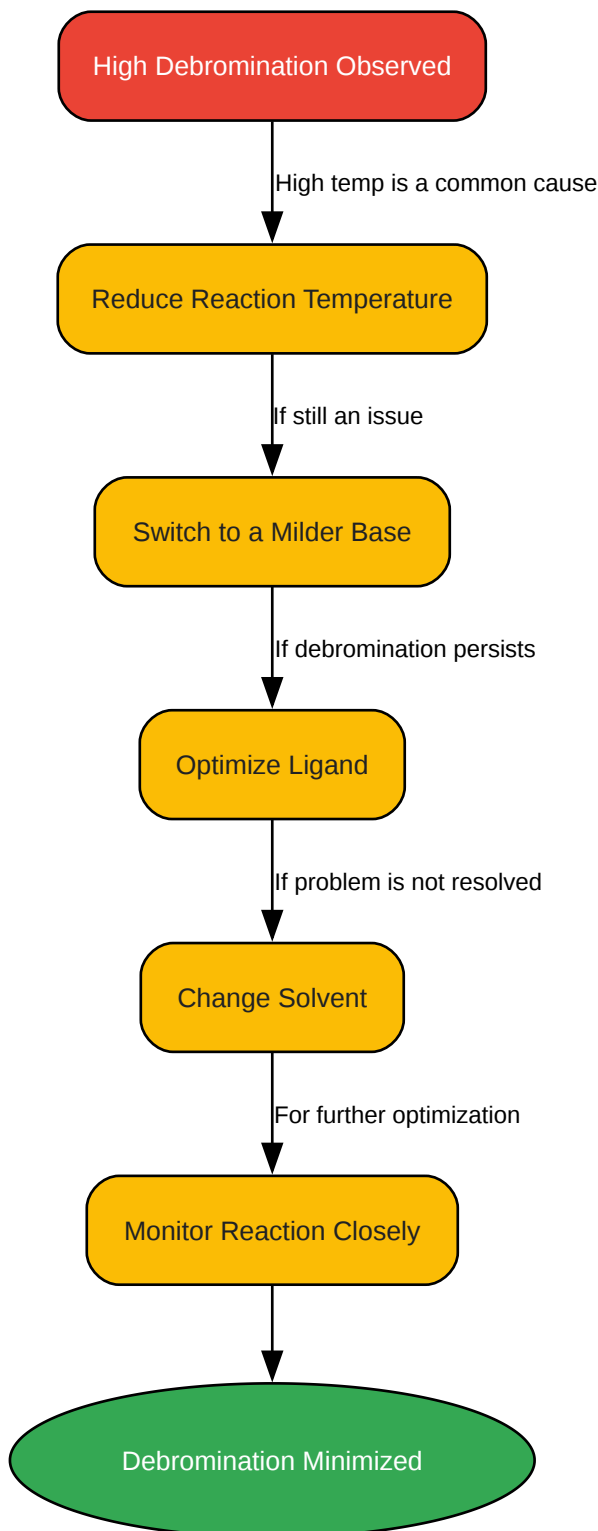 High Debromination Observed
High temp is a common cause
Reduce Reaction Temperature
If still an issue
Switch to a Milder Base
If debromination persists
Optimize Ligand
If problem is not resolved
Change Solvent
For further optimization
Monitor Reaction Closely
Debromination Minimized